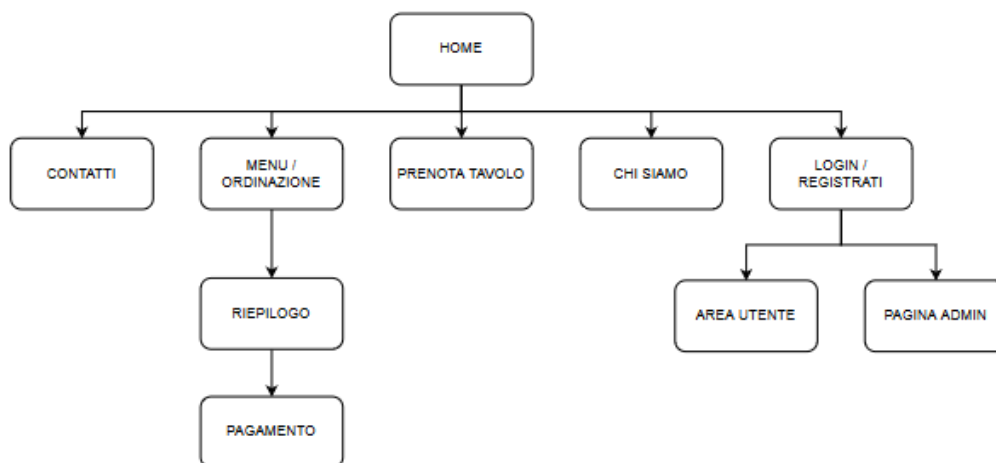 HOME
CONTATTI
MENU /
ORDINAZIONE
PRENOTA TAVOLO
CHI SIAMO
LOGIN /
REGISTRATI
RIEPILOGO
AREA UTENTE
PAGINA ADMIN
PAGAMENTO